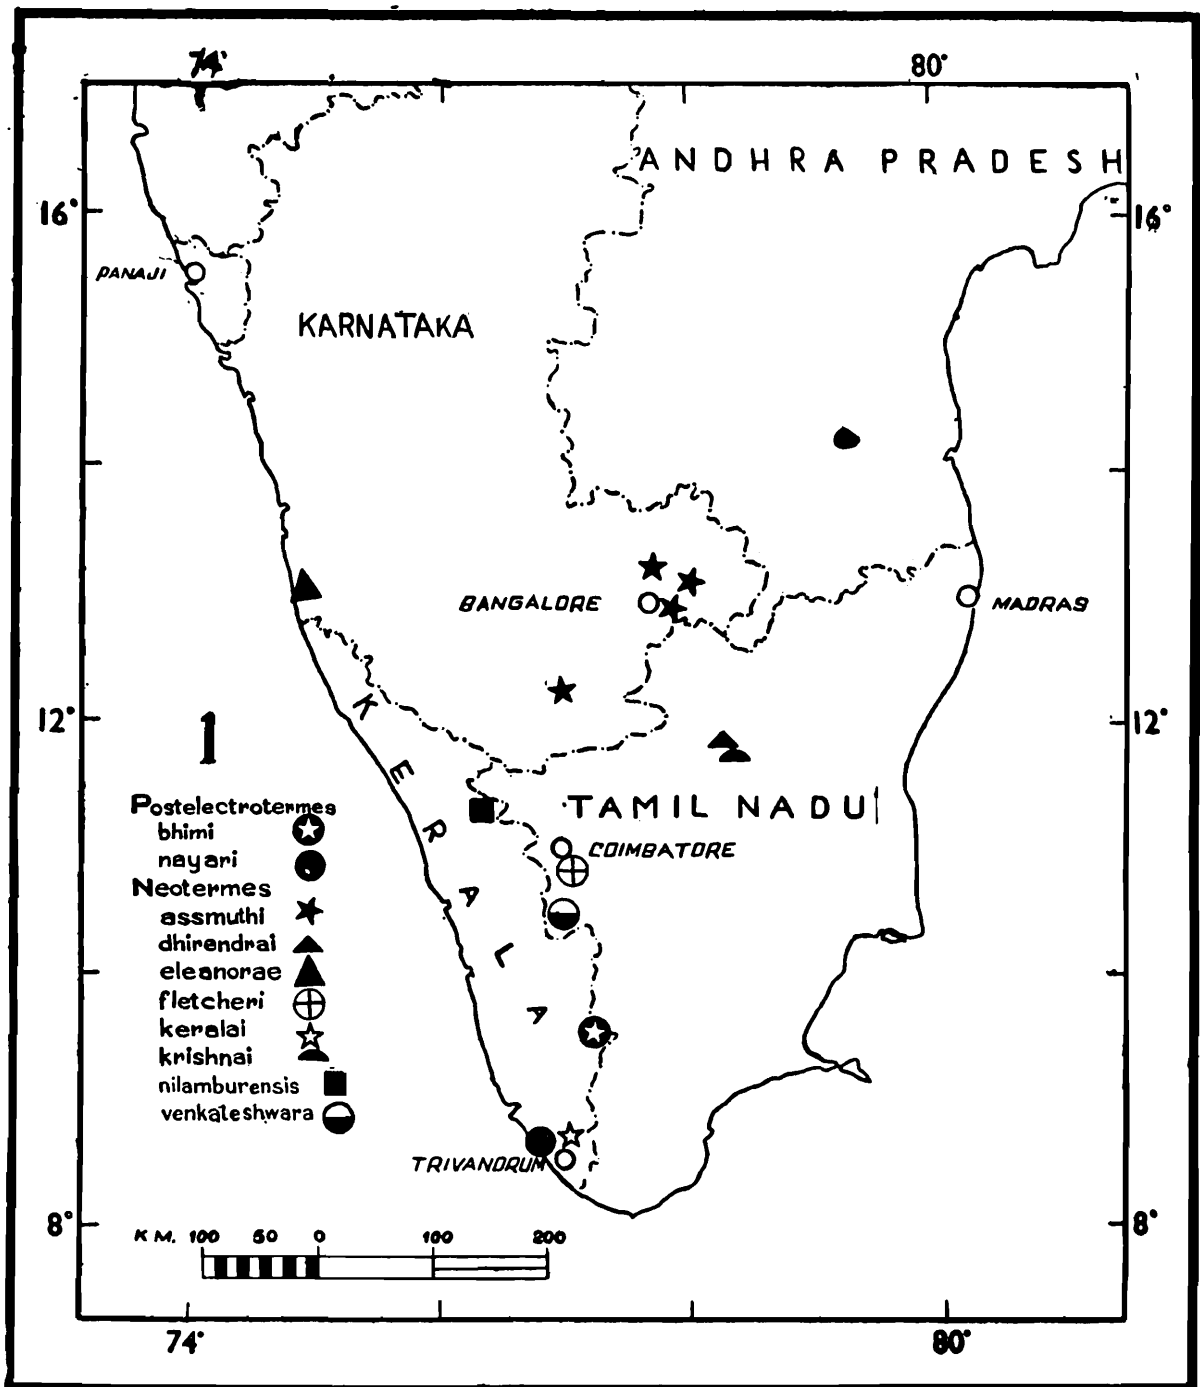 74° 80°
ANDHRA PRADESH
16° 16°
PANAJI
KARNATAKA
BANGALORE
MADRAS
12° 12°
1
KERALA
TAMIL NADU
COIMBATORE
Postelectrotermes
bhimi
nayari
Neotermes
assmuthi
dhirendrai
eleanorae
fletcheri
keralai
krishnai
nilamburensis
venkateshwara
TRIVANDRUM
8° 8°
KM. 100 50 0 100 200
74° 80°